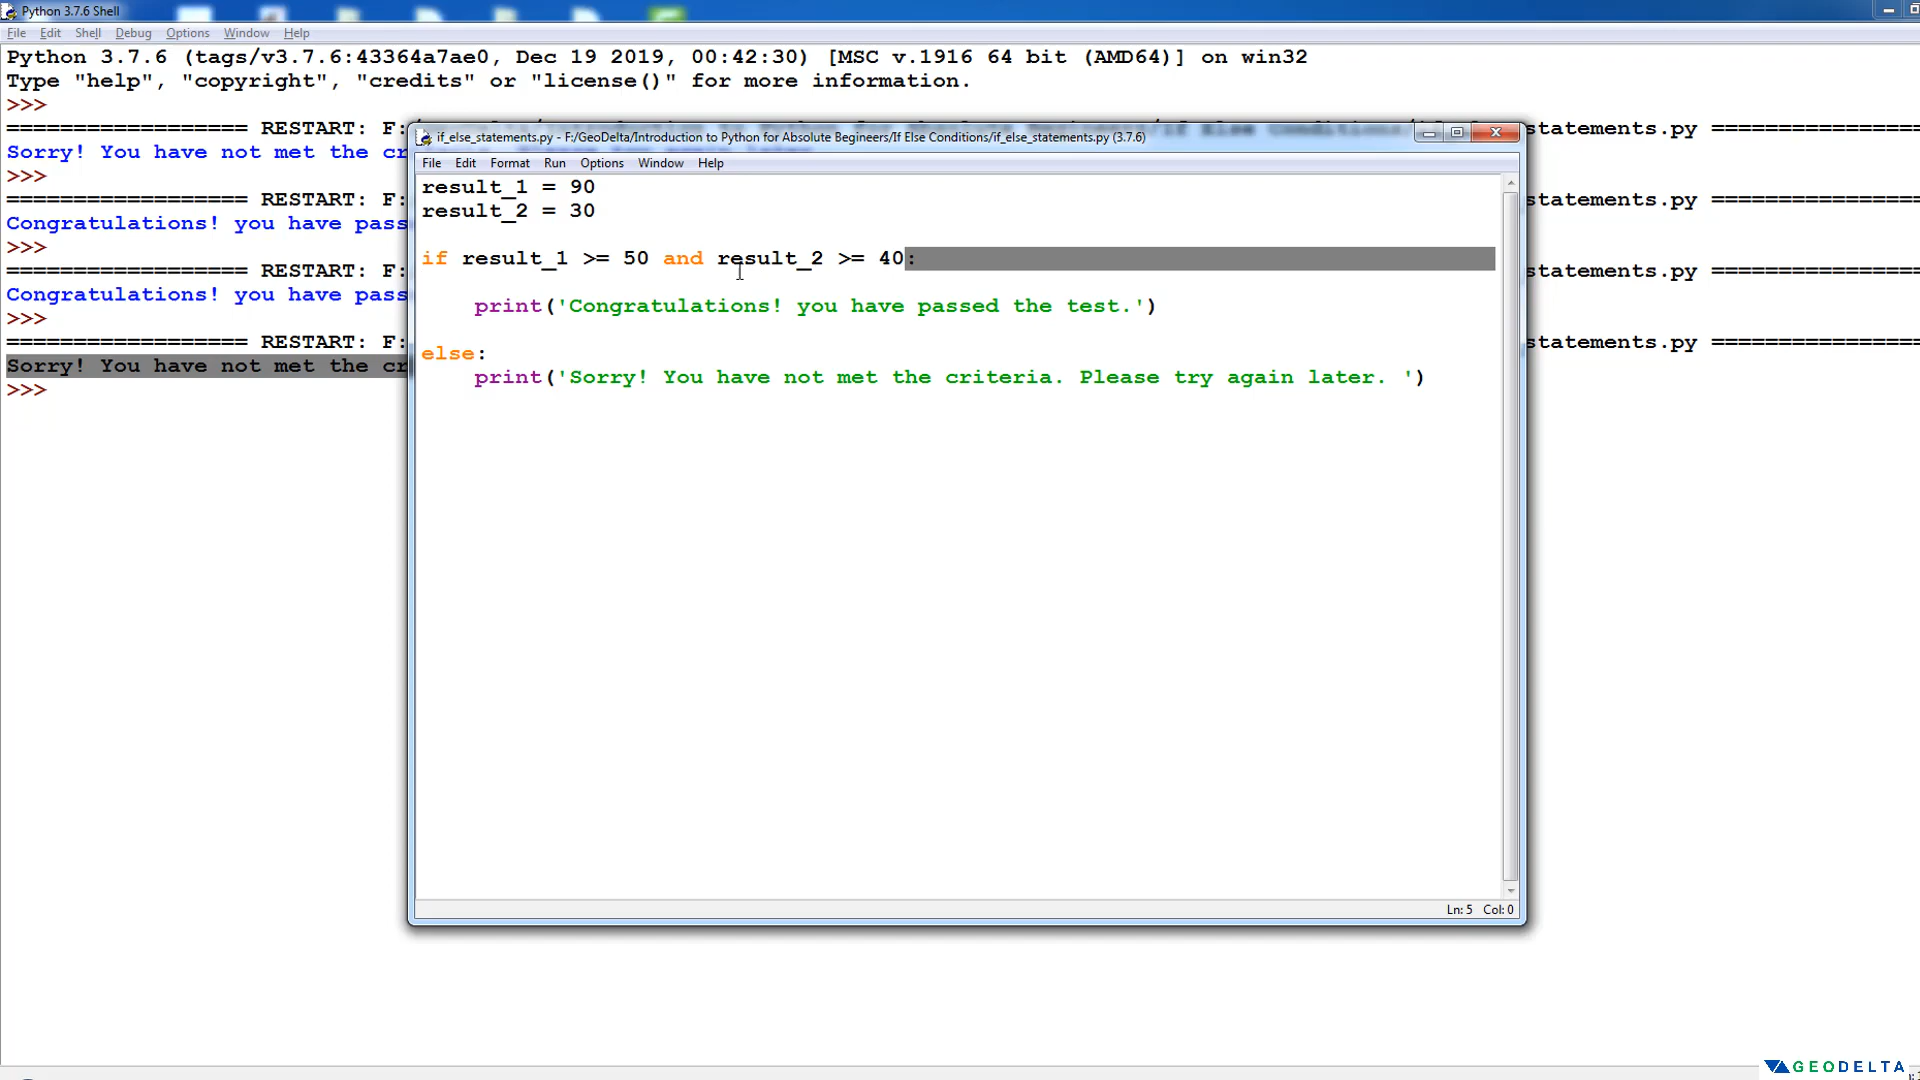 Python 3.7.6 Shell
File Edit Shell Debug Options Window Help
Python 3.7.6 (tags/v3.7.6:43364a7ae0, Dec 19 2019, 00:42:30) [MSC v.1916 64 bit (AMD64)] on win32
Type "help", "copyright", "credits" or "license()" for more information.
>>>
================== RESTART: F: statements.py ================
Sorry! You have not met the cr
>>>
================== RESTART: F: statements.py ================
Congratulations! you have pass
>>>
================== RESTART: F: statements.py ================
Congratulations! you have pass
>>>
================== RESTART: F: statements.py ================
Sorry! You have not met the cr
>>>
if_else_statements.py - F:/GeoDelta/Introduction to Python for Absolute Begineers/If Else Conditions/if_else_statements.py (3.7.6)
File Edit Format Run Options Window Help
result_1 = 90
result_2 = 30
if result_1 >= 50 and result_2 >= 40:
print('Congratulations! you have passed the test.')
else:
print('Sorry! You have not met the criteria. Please try again later. ')
Ln: 5 Col: 0
GEODELTA